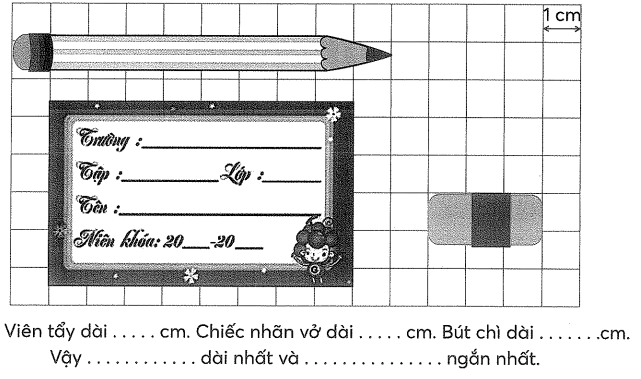 1 cm
Trường :
Tập : Lớp :
Tên :
Niên khóa: 20___-20___
Viên tẩy dài . . . . . cm. Chiếc nhãn vở dài . . . . . cm. Bút chì dài . . . . . . .cm.
Vậy . . . . . . . . . . . . dài nhất và . . . . . . . . . . . . . . . ngắn nhất.